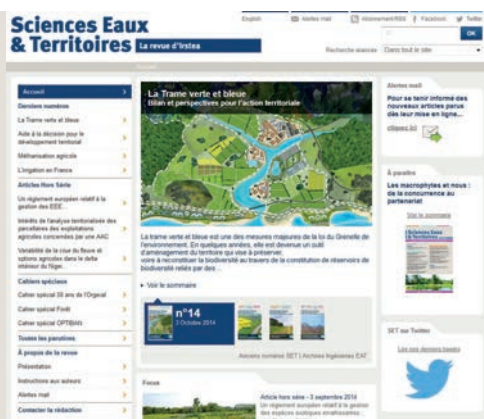 Sciences Eaux
& Territoires
La revue d'Irstea
English
Alertes mail
Abonnement RSS
Facebook
Twitter
OK
Recherche avancée
Dans tout le site
Accueil
Accueil
Derniers numéros
La Trame verte et bleue
Aide à la décision pour le
développement territorial
Méthanisation agricole
L'irrigation en France
Articles Hors Série
Un règlement européen relatif à la
gestion des EEE...
Intérêts de l'analyse territorialisée des
parcellaires des exploitations
agricoles concernées par une AAC
Variabilité de la crue du fleuve et
options agricoles dans le delta
intérieur du Niger...
Cahiers spéciaux
Cahier spécial 50 ans de l'Orgeval
Cahier spécial Forêt
Cahier spécial OPTIBAN
Toutes les parutions
À propos de la revue
Présentation
Instructions aux auteurs
Alertes mail
Contacter la rédaction
La Trame verte et bleue
Bilan et perspectives pour l'action territoriale
La trame verte et bleue est une des mesures majeures de la loi du Grenelle de
l'environnement. En quelques années, elle est devenue un outil
d'aménagement du territoire qui vise à préserver,
voire à reconstituer la biodiversité au travers de la constitution de réservoirs de
biodiversité reliés par des ...
Voir le sommaire
n°14
3 Octobre 2014
Anciens numéros SET | Archives Ingénieries EAT
Focus
Article hors série - 3 septembre 2014
Un règlement européen relatif à la gestion
des espèces exotiques envahissantes...
Alertes mail
Pour se tenir informé des
nouveaux articles parus
dès leur mise en ligne...
cliquez ici
À paraître
Les macrophytes et nous :
de la concurrence au
partenariat
Voir le sommaire
Sciences Eaux
& Territoires
SET sur Twitter
Lire nos derniers tweets